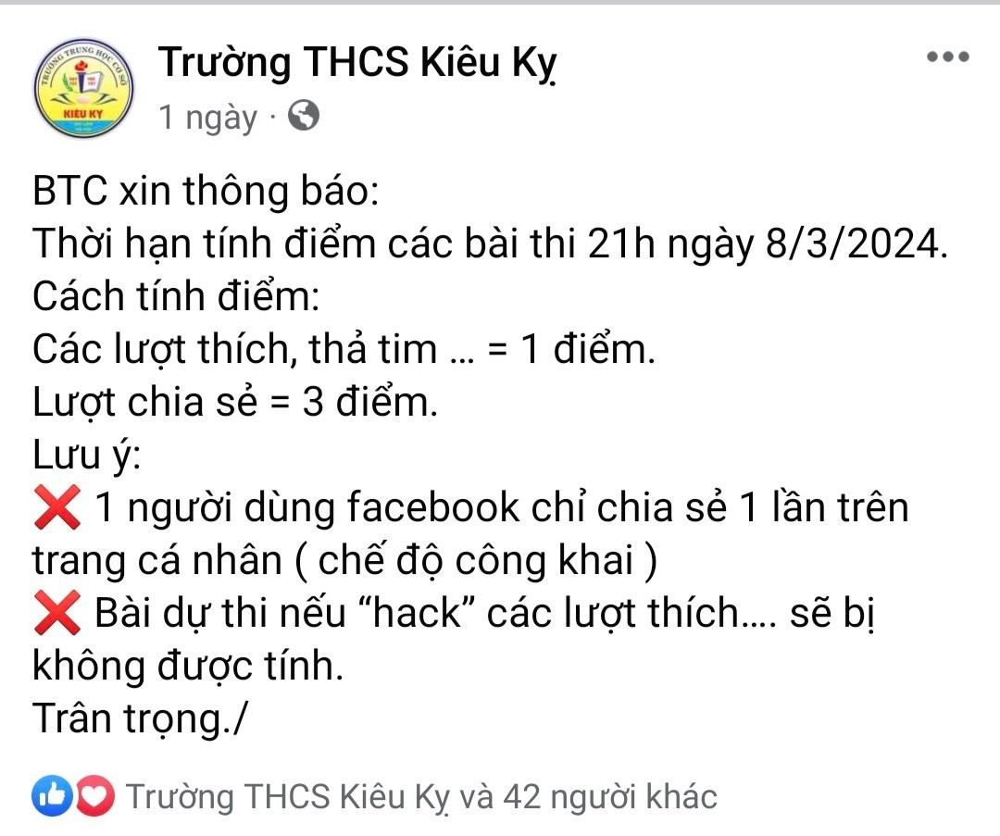 TRƯỜNG TRUNG HỌC CƠ SỞ
KIÊU KỴ
Trường THCS Kiêu Kỵ
1 ngày ·
BTC xin thông báo:
Thời hạn tính điểm các bài thi 21h ngày 8/3/2024.
Cách tính điểm:
Các lượt thích, thả tim ... = 1 điểm.
Lượt chia sẻ = 3 điểm.
Lưu ý:
❌ 1 người dùng facebook chỉ chia sẻ 1 lần trên
trang cá nhân ( chế độ công khai )
❌ Bài dự thi nếu “hack” các lượt thích.... sẽ bị
không được tính.
Trân trọng./
Trường THCS Kiêu Kỵ và 42 người khác